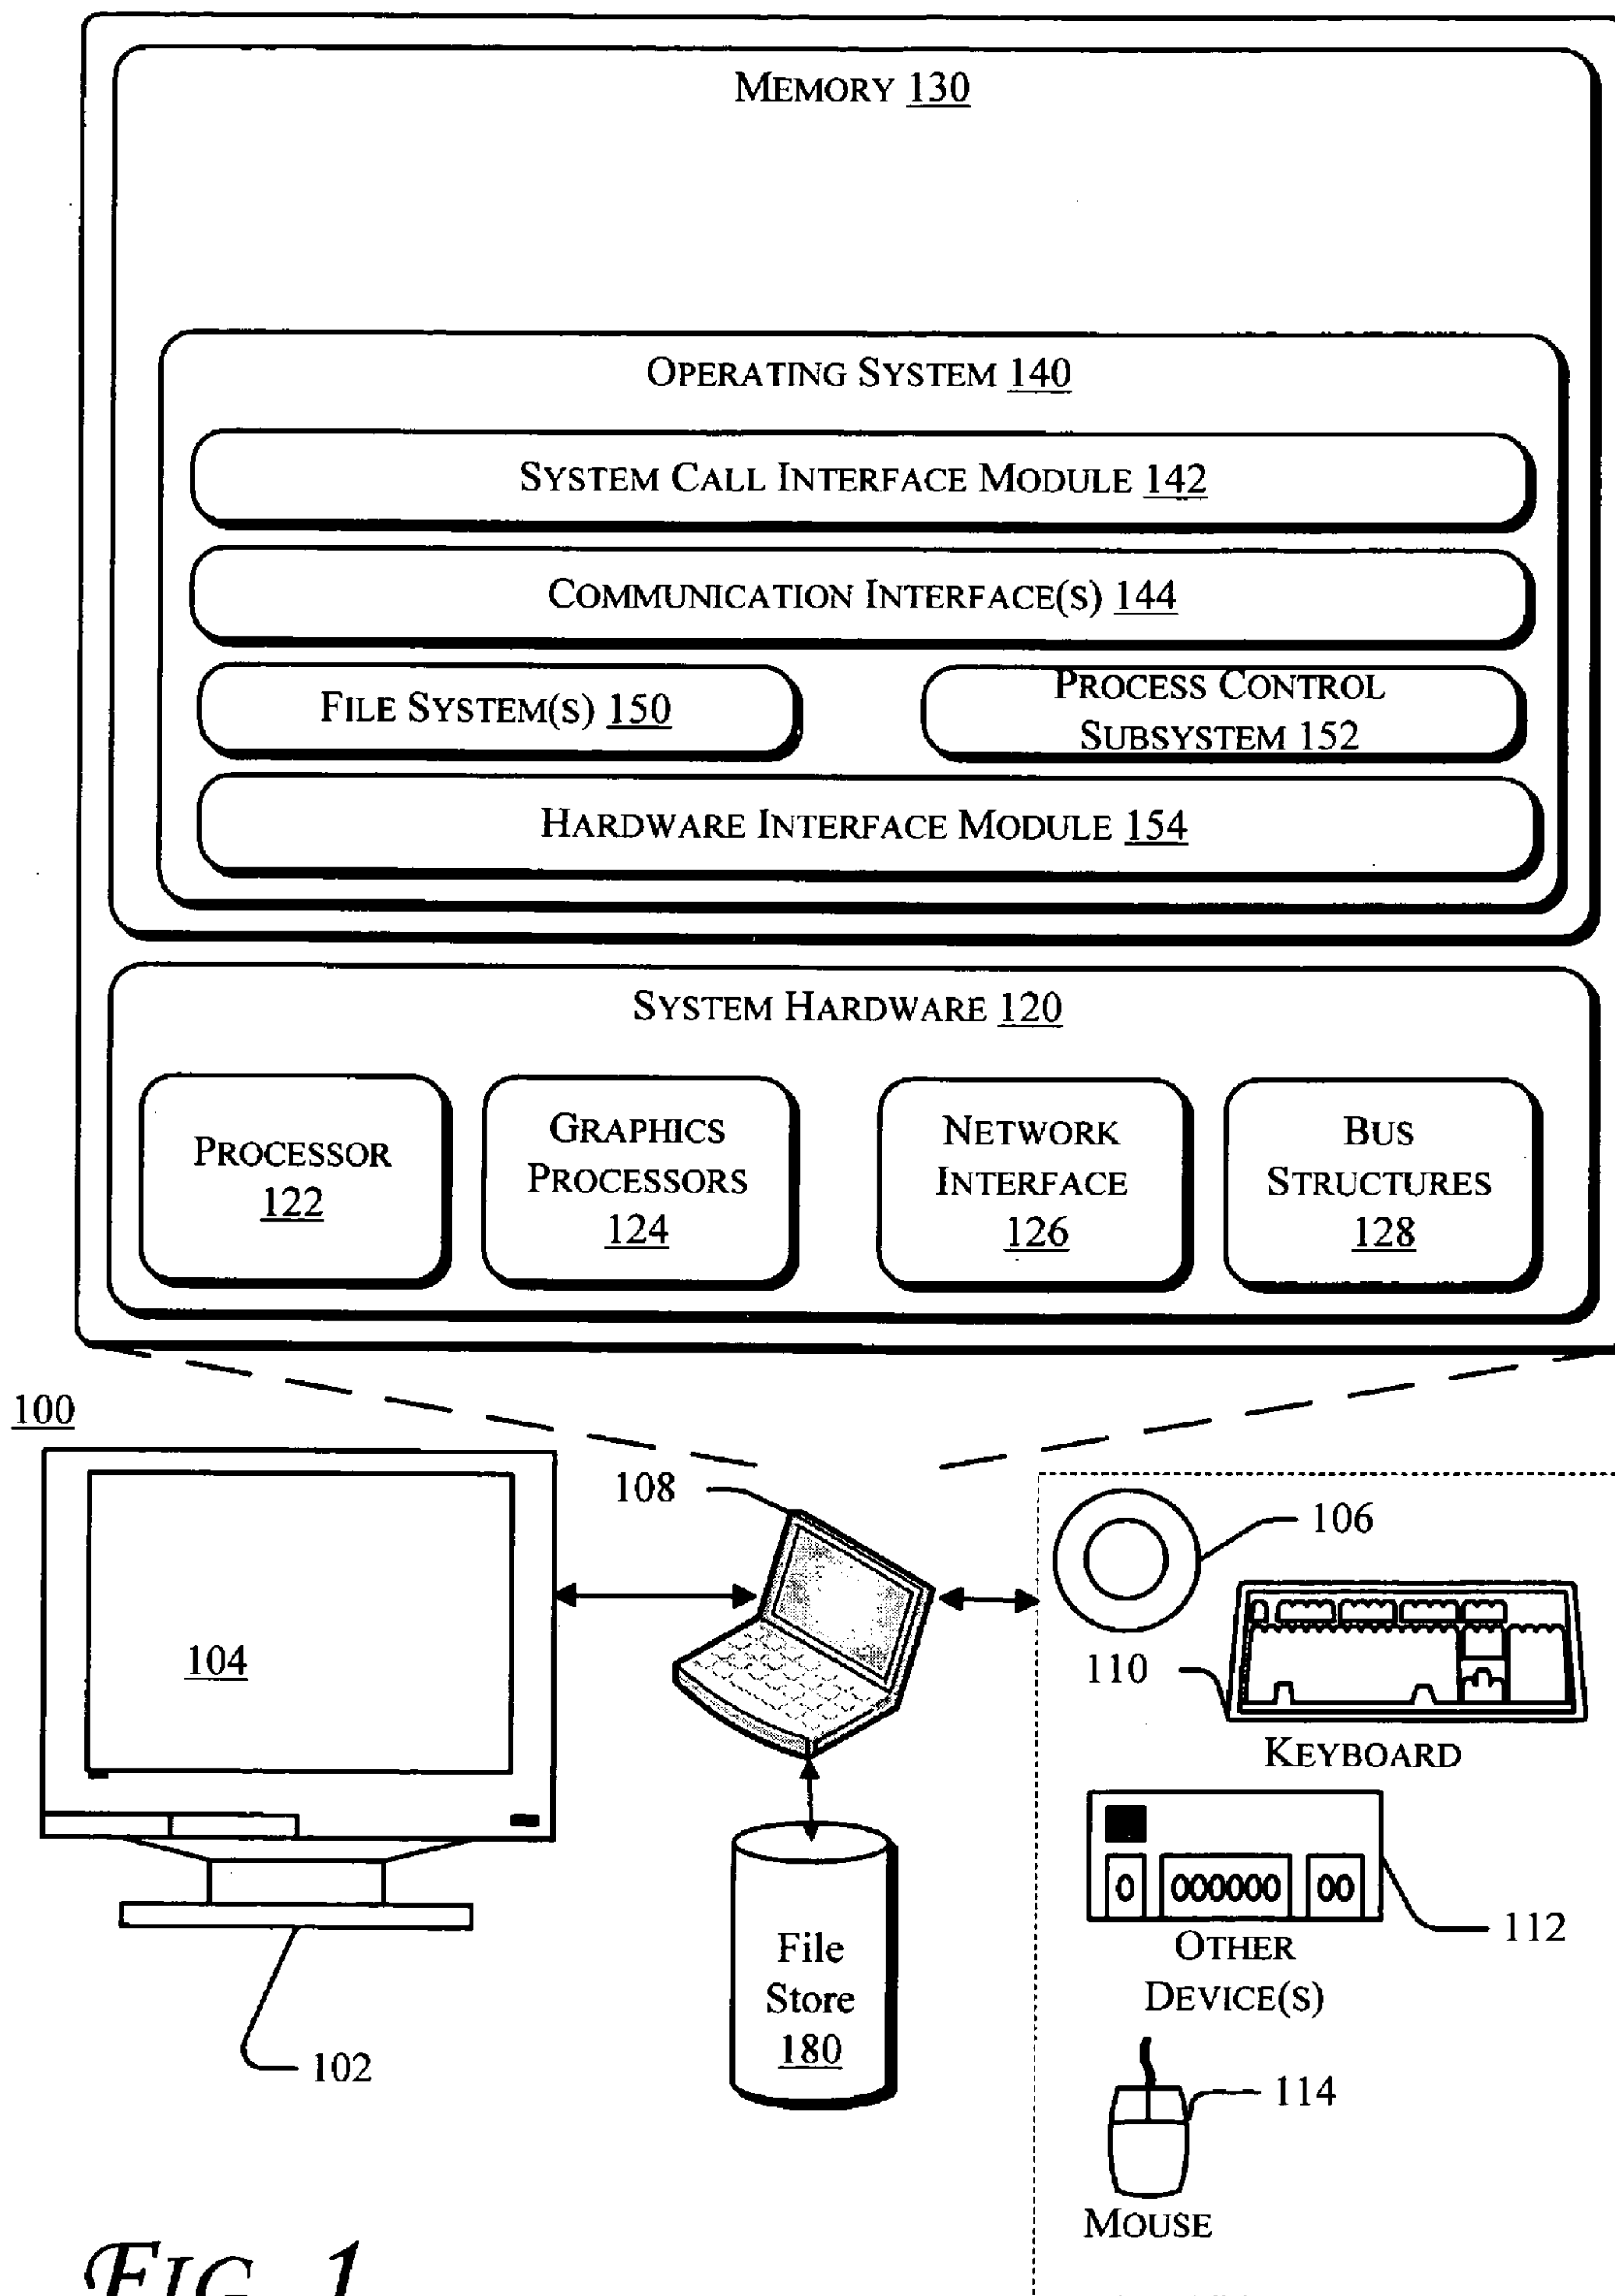 MEMORY 130
OPERATING SYSTEM 140
SYSTEM CALL INTERFACE MODULE 142
COMMUNICATION INTERFACE(S) 144
FILE SYSTEM(S) 150
PROCESS CONTROL
SUBSYSTEM 152
HARDWARE INTERFACE MODULE 154
SYSTEM HARDWARE 120
PROCESSOR
122
GRAPHICS
PROCESSORS
124
NETWORK
INTERFACE
126
BUS
STRUCTURES
128
100
108
106
104
110
KEYBOARD
112
OTHER
DEVICE(S)
File
Store
180
102
114
MOUSE
FIG. 1